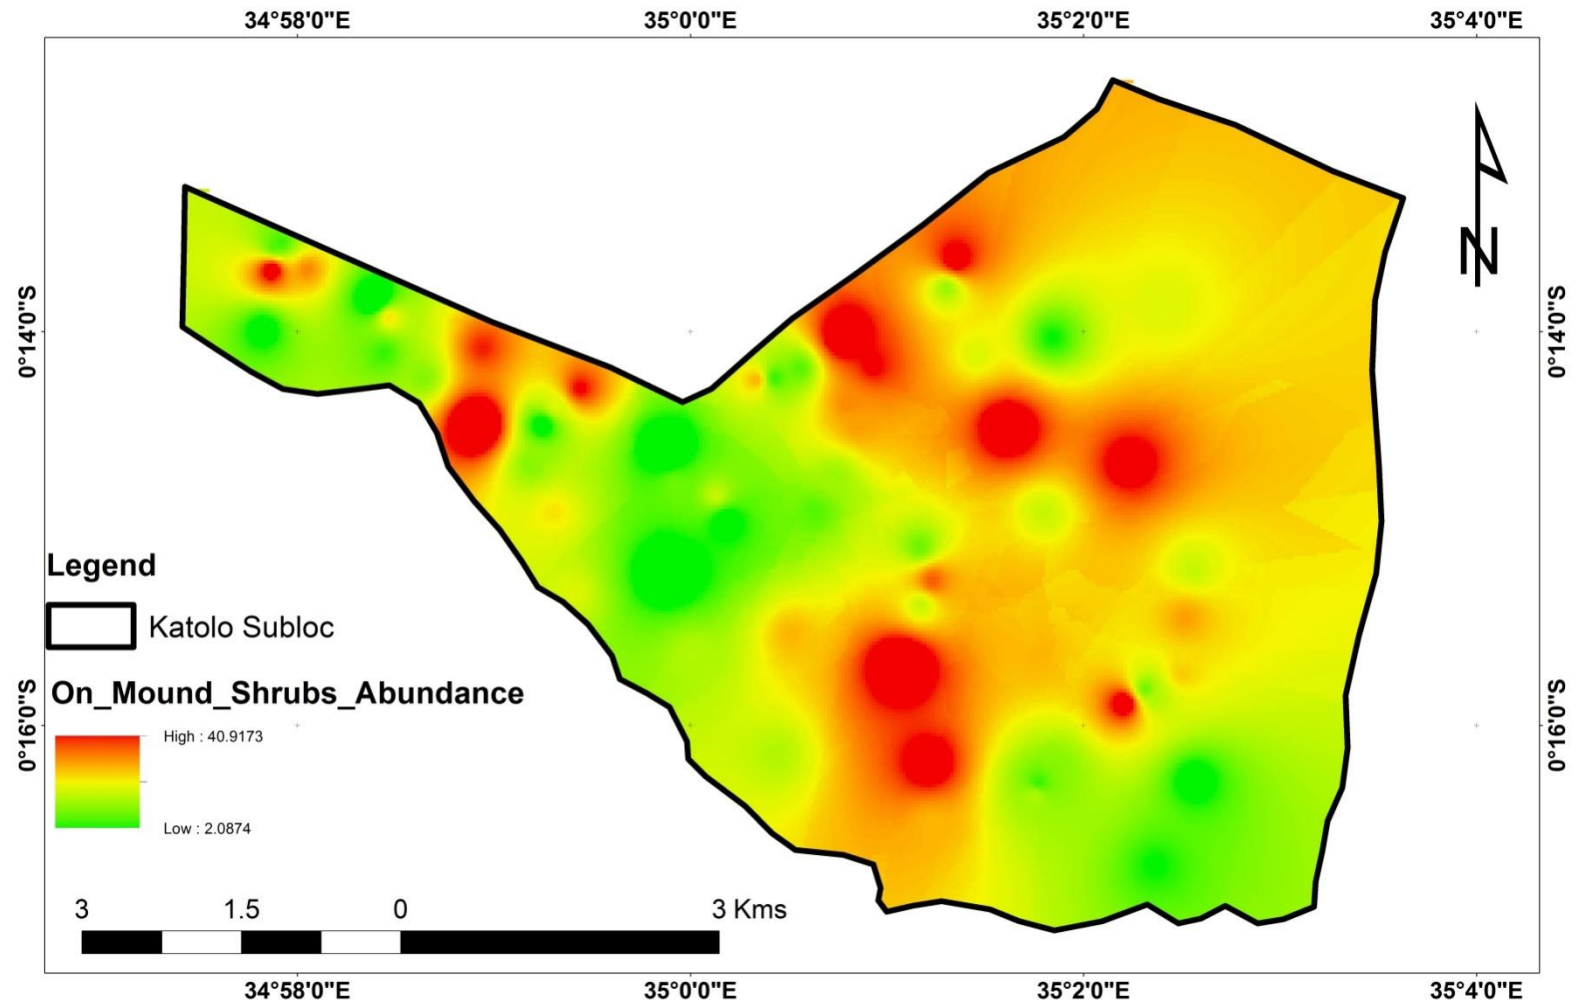 34°58'0"E 35°0'0"E 35°2'0"E 35°4'0"E
N
0°14'0"S 0°14'0"S
Legend
Katolo Subloc
On_Mound_Shrubs_Abundance
High : 40.9173
Low : 2.0874
0°16'0"S 0°16'0"S
3 1.5 0 3 Kms
34°58'0"E 35°0'0"E 35°2'0"E 35°4'0"E